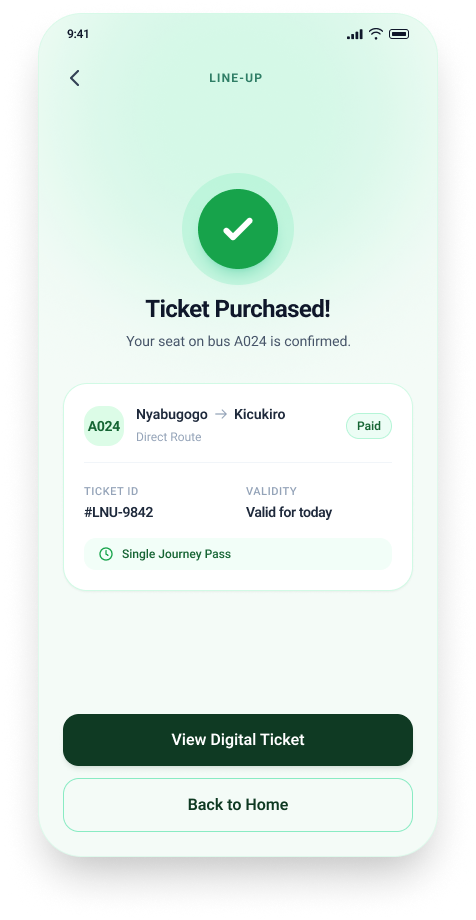 9:41
LINE-UP
Ticket Purchased!
Your seat on bus A024 is confirmed.
A024
Nyabugogo → Kicukiro
Direct Route
Paid
TICKET ID
#LNU-9842
VALIDITY
Valid for today
Single Journey Pass
View Digital Ticket
Back to Home